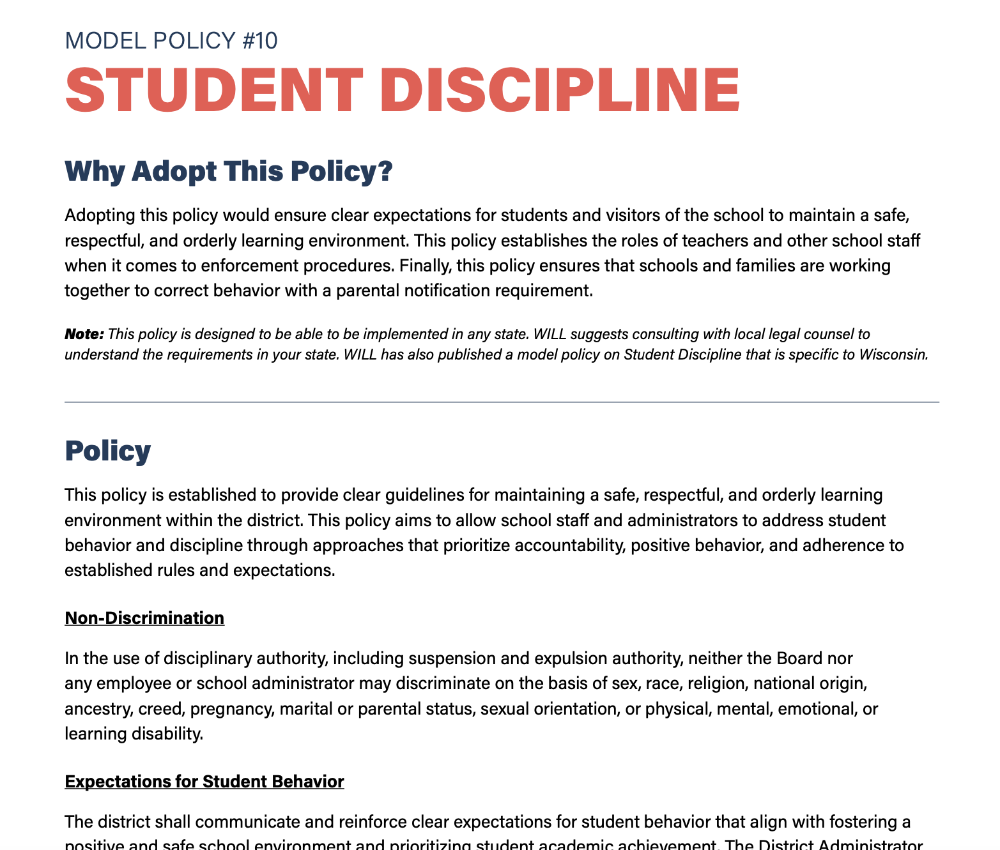 MODEL POLICY #10
STUDENT DISCIPLINE
Why Adopt This Policy?
Adopting this policy would ensure clear expectations for students and visitors of the school to maintain a safe,
respectful, and orderly learning environment. This policy establishes the roles of teachers and other school staff
when it comes to enforcement procedures. Finally, this policy ensures that schools and families are working
together to correct behavior with a parental notification requirement.
Note: This policy is designed to be able to be implemented in any state. WILL suggests consulting with local legal counsel to
understand the requirements in your state. WILL has also published a model policy on Student Discipline that is specific to Wisconsin.
Policy
This policy is established to provide clear guidelines for maintaining a safe, respectful, and orderly learning
environment within the district. This policy aims to allow school staff and administrators to address student
behavior and discipline through approaches that prioritize accountability, positive behavior, and adherence to
established rules and expectations.
Non-Discrimination
In the use of disciplinary authority, including suspension and expulsion authority, neither the Board nor
any employee or school administrator may discriminate on the basis of sex, race, religion, national origin,
ancestry, creed, pregnancy, marital or parental status, sexual orientation, or physical, mental, emotional, or
learning disability.
Expectations for Student Behavior
The district shall communicate and reinforce clear expectations for student behavior that align with fostering a
positive and safe school environment and prioritizing student academic achievement. The District Administrator